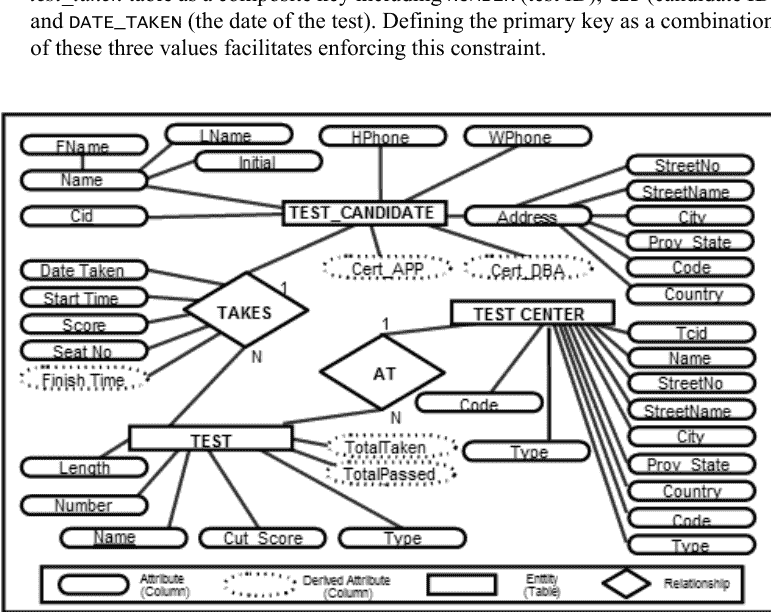 and DATE_TAKEN (the date of the test). Defining the primary key as a combination
of these three values facilitates enforcing this constraint.
FName
LName
HPhone
WPhone
Initial
Name
StreetNo
StreetName
Cid
TEST_CANDIDATE
Address
City
Prov_State
Date Taken
Cert_APP
Cert_DBA
Code
Start Time
1
Country
TAKES
TEST CENTER
Score
1
Tcid
Seat No
N
Name
Finish Time
AT
StreetNo
Code
StreetName
N
TEST
City
TotalTaken
Type
Length
TotalPassed
Prov_State
Country
Number
Code
Name
Cut_Score
Type
Type
Attribute
(Column)
Derived Attribute
(Column)
Enttity
(Table)
Relationship